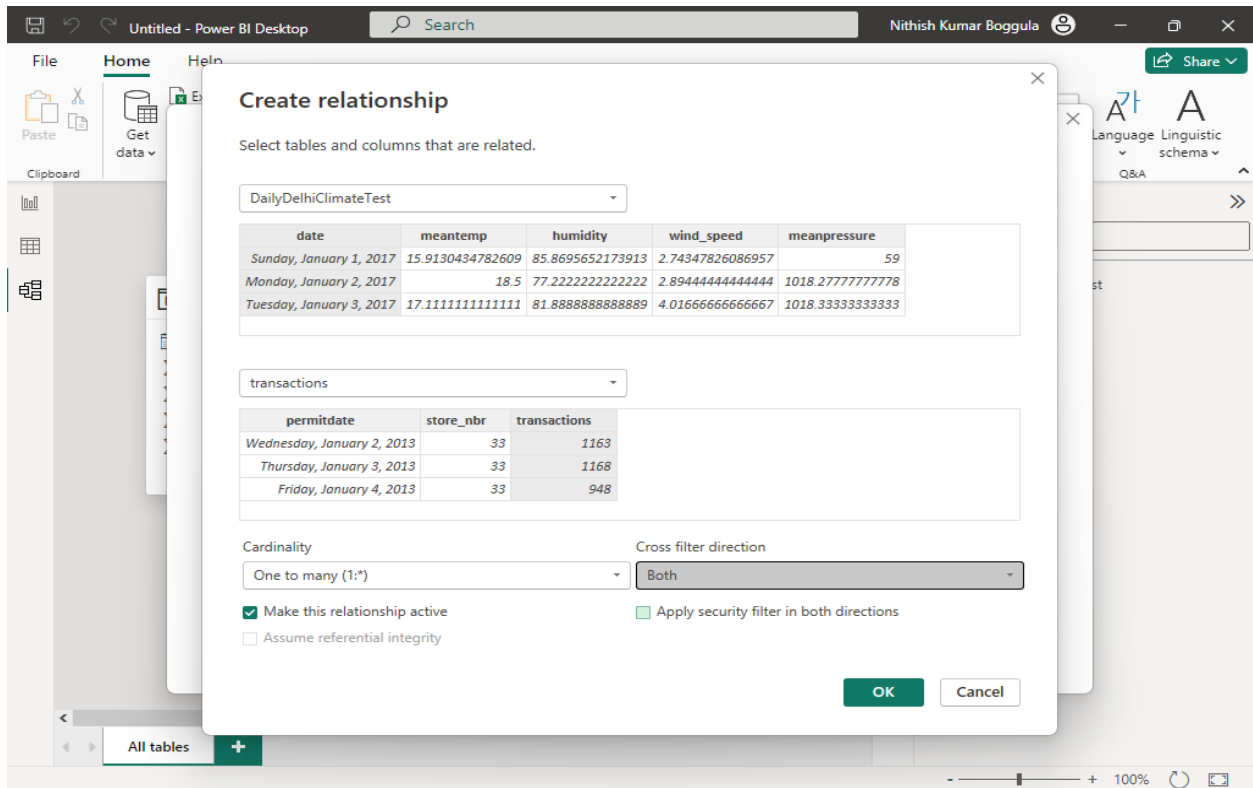 Untitled - Power BI Desktop
Search
Nithish Kumar Boggula
File
Home
Help
Share
Paste
Get
data
Ex
Language
Linguistic
schema
Clipboard
Q&A
Create relationship
Select tables and columns that are related.
DailyDelhiClimateTest
date meantemp humidity wind_speed meanpressure
Sunday, January 1, 2017 15.9130434782609 85.8695652173913 2.74347826086957 59
Monday, January 2, 2017 18.5 77.2222222222222 2.89444444444444 1018.27777777778
Tuesday, January 3, 2017 17.1111111111111 81.8888888888889 4.01666666666667 1018.33333333333
st
transactions
permitdate store_nbr transactions
Wednesday, January 2, 2013 33 1163
Thursday, January 3, 2013 33 1168
Friday, January 4, 2013 33 948
Cardinality
Cross filter direction
One to many (1:*)
Both
Make this relationship active
Apply security filter in both directions
Assume referential integrity
OK
Cancel
All tables
+
- + 100%